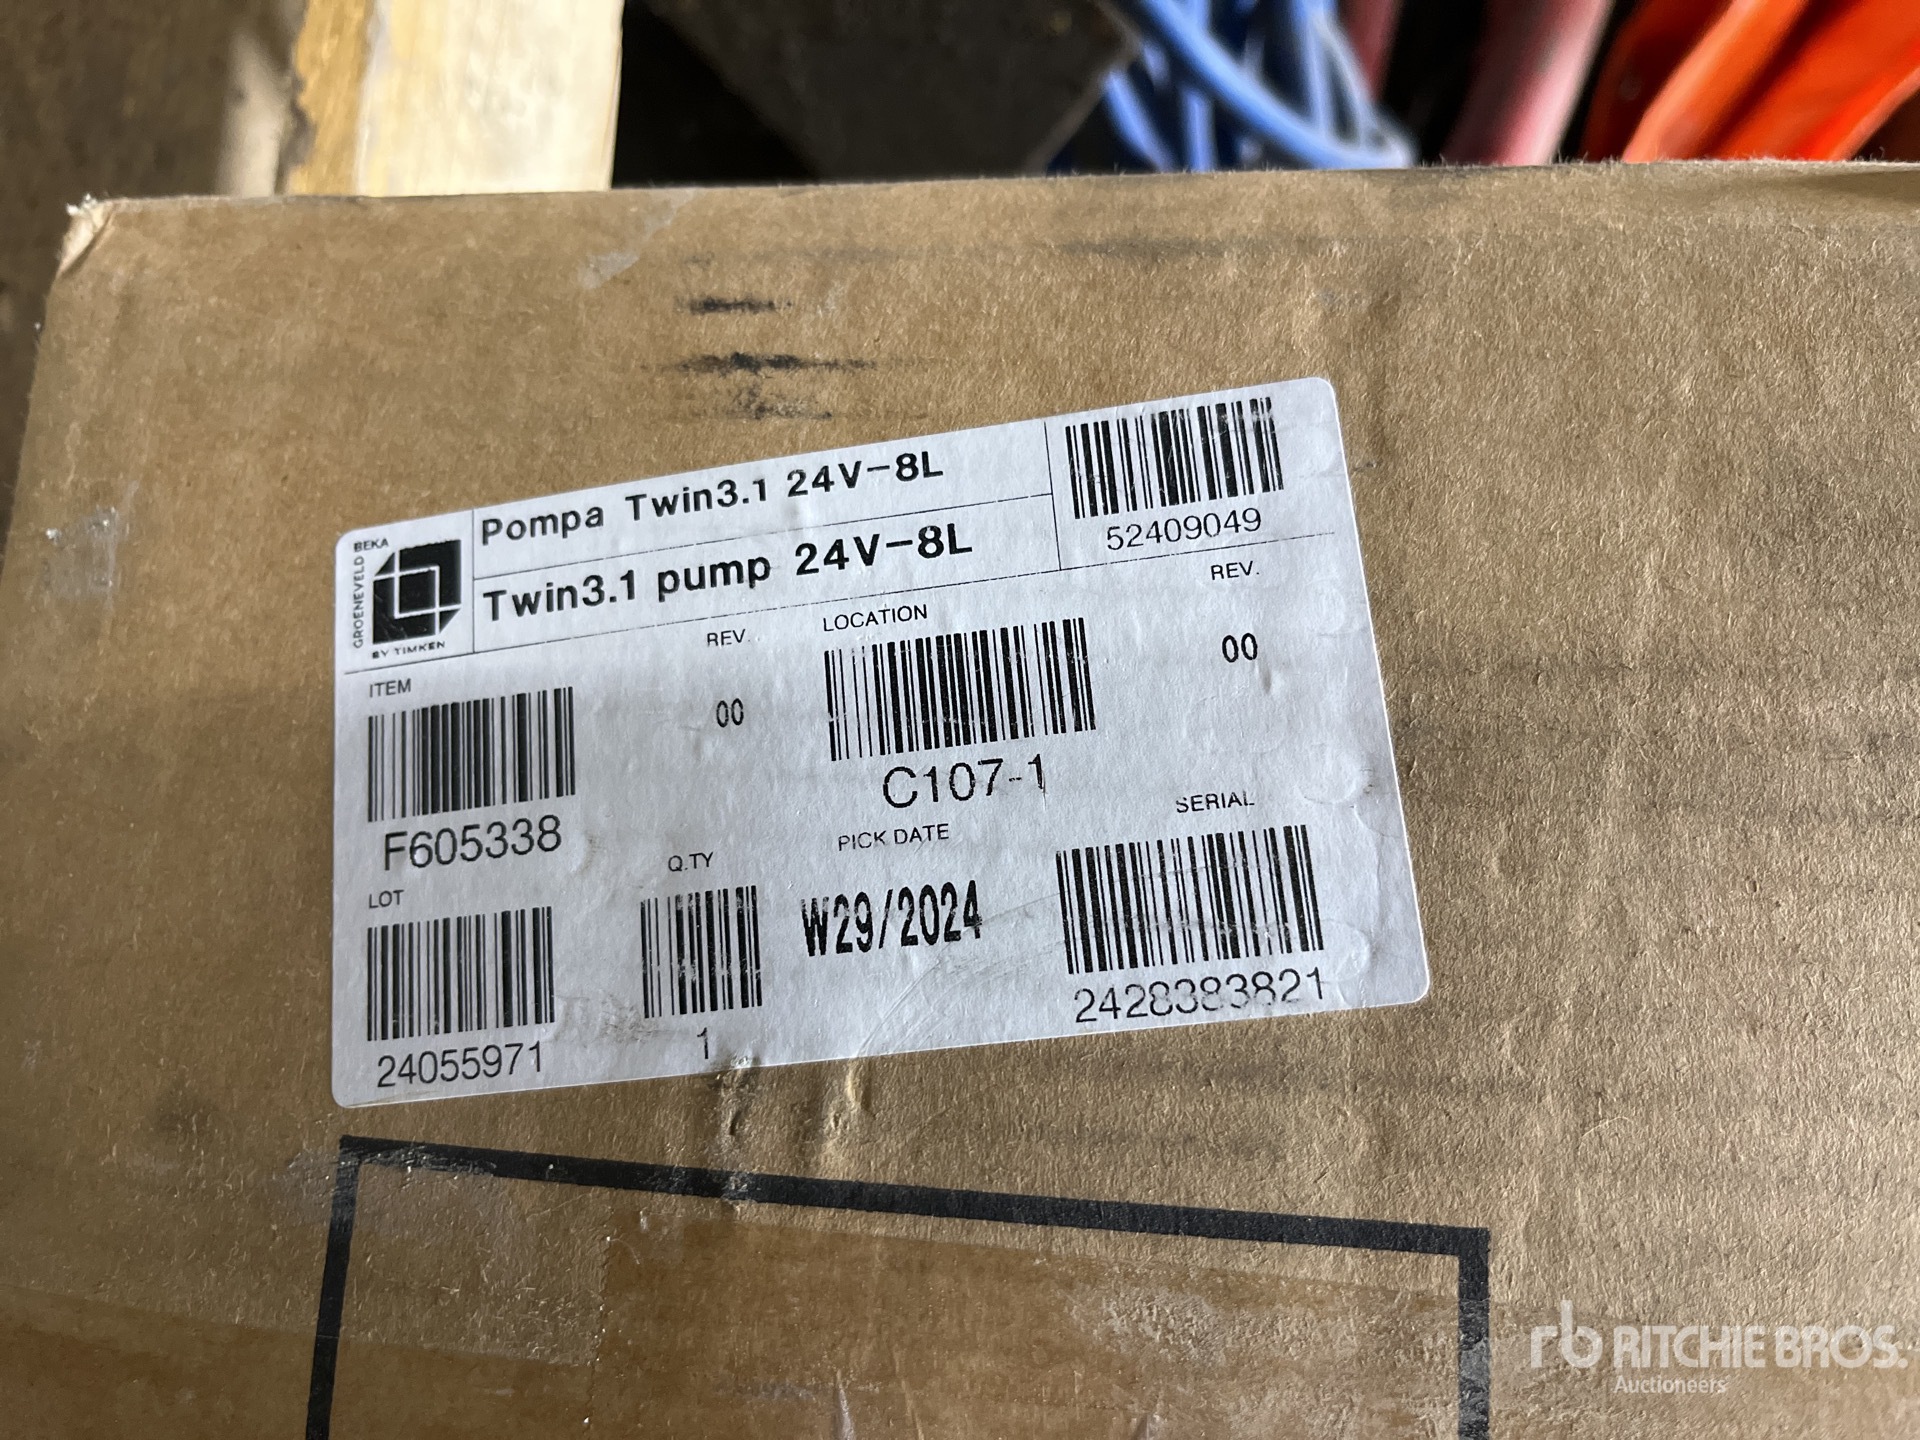 GROENEVELD BEKA
BY TIMKEN
Pompa Twin3.1 24V-8L
Twin3.1 pump 24V-8L
52409049
ITEM
REV.
LOCATION
REV.
F605338
00
C107-1
00
LOT
Q.TY
PICK DATE
SERIAL
24055971
1
W29/2024
2428383821
rb RITCHIE BROS.
Auctioneers